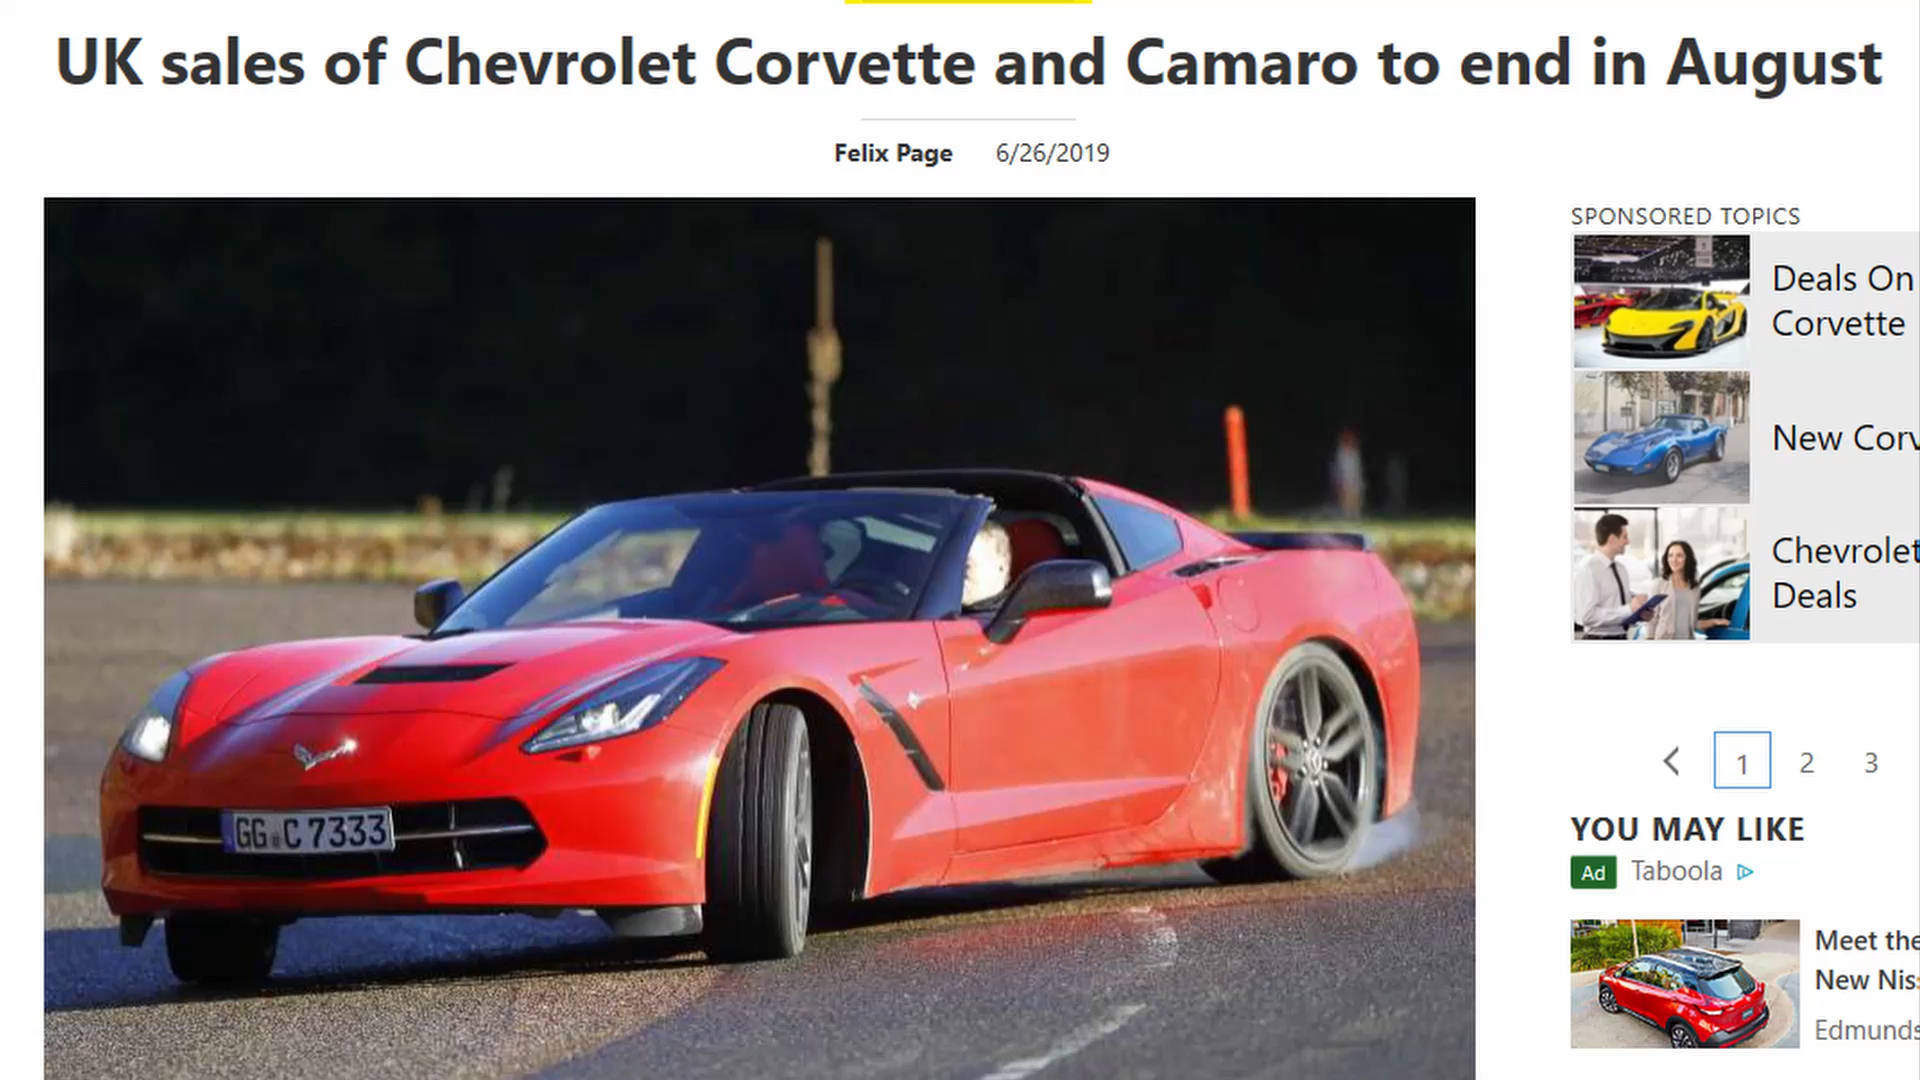 UK sales of Chevrolet Corvette and Camaro to end in August
Felix Page 6/26/2019
SPONSORED TOPICS
Deals On
Corvette
New Corv
Chevrolet
Deals
GG C 7333
1 2 3
YOU MAY LIKE
Ad Taboola
Meet the
New Nis
Edmunds